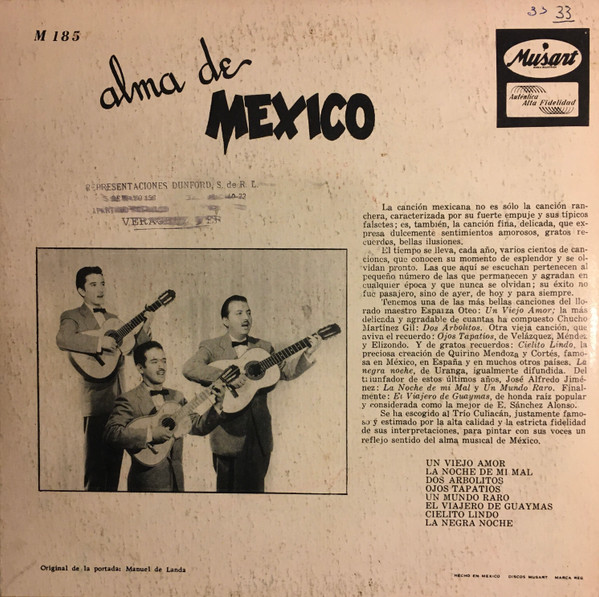 33 33
M 185
alma de
MEXICO
Musart
Auténtica
Alta Fidelidad
REPRESENTACIONES DUNFORD, S. de R. L.
VERACRUZ, VER
La canción mexicana no es sólo la canción ran-
chera, caracterizada por su fuerte empuje y sus típicos
falsetes; es, también, la canción fina, delicada, que ex-
presa dulcemente sentimientos amorosos, gratos re-
cuerdos, bellas ilusiones.
El tiempo se lleva, cada año, varios cientos de can-
ciones, que conocen su momento de esplendor y se ol-
vidan pronto. Las que aquí se escuchan pertenecen al
pequeño número de las que permanecen y agradan en
cualquier época y que nunca se olvidan; su éxito no
fué pasajero, sino de ayer, de hoy y para siempre.
Tenemos una de las más bellas canciones del llo-
rado maestro Esparza Oteo: Un Viejo Amor; la más
delicada y agradable de cuantas ha compuesto Chucho
Martínez Gil: Dos Arbolitos. Otra vieja canción, que
aviva el recuerdo: Ojos Tapatíos, de Velázquez, Méndez
y Elizondo. Y de gratos recuerdos: Cielito Lindo, la
preciosa creación de Quirino Mendoza y Cortés, famo-
sa en México, en España y en muchos otros países. La
negra noche, de Uranga, igualmente difundida. Del
triunfador de estos últimos años, José Alfredo Jimé-
nez: La Noche de mi Mal y Un Mundo Raro. Final-
mente: El Viajero de Guaymas, de honda raíz popular
y considerada como la mejor de E. Sánchez Alonso.
Se ha escogido al Trío Culiacán, justamente famo-
so y estimado por la alta calidad y la estricta fidelidad
de sus interpretaciones, para pintar con sus voces un
reflejo sentido del alma musical de México.
UN VIEJO AMOR
LA NOCHE DE MI MAL
DOS ARBOLITOS
OJOS TAPATIOS
UN MUNDO RARO
EL VIAJERO DE GUAYMAS
CIELITO LINDO
LA NEGRA NOCHE
Original de la portada: Manuel de Landa
HECHO EN MEXICO DISCOS MUSART MARCA REG.